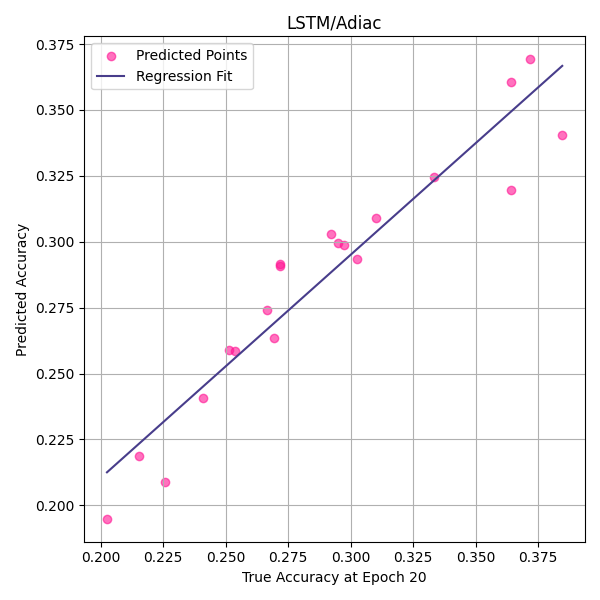 LSTM/Adiac
Predicted Points
Regression Fit
Predicted Accuracy
0.375
0.350
0.325
0.300
0.275
0.250
0.225
0.200
0.200 0.225 0.250 0.275 0.300 0.325 0.350 0.375
True Accuracy at Epoch 20